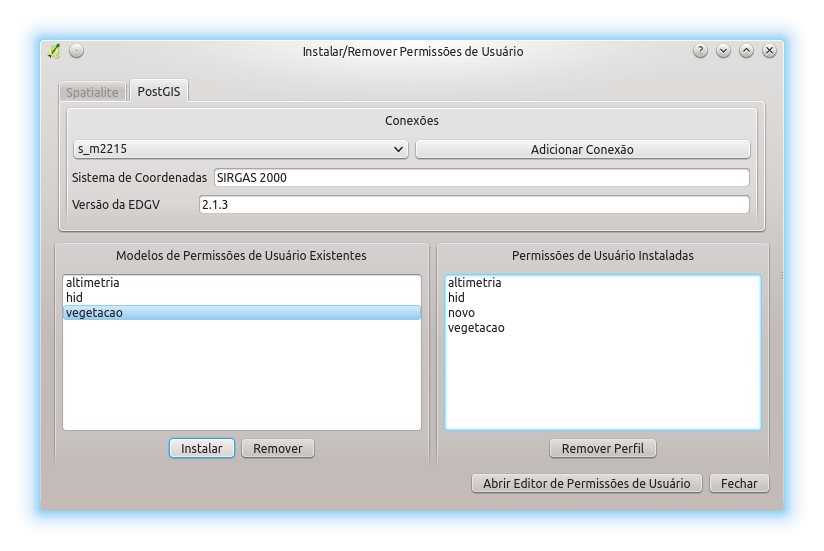 Instalar/Remover Permissões de Usuário
Spatialite PostGIS
Conexões
s_m2215 Adicionar Conexão
Sistema de Coordenadas SIRGAS 2000
Versão da EDGV 2.1.3
Modelos de Permissões de Usuário Existentes
altimetria
hid
vegetacao
Instalar Remover
Permissões de Usuário Instaladas
altimetria
hid
novo
vegetacao
Remover Perfil
Abrir Editor de Permissões de Usuário Fechar